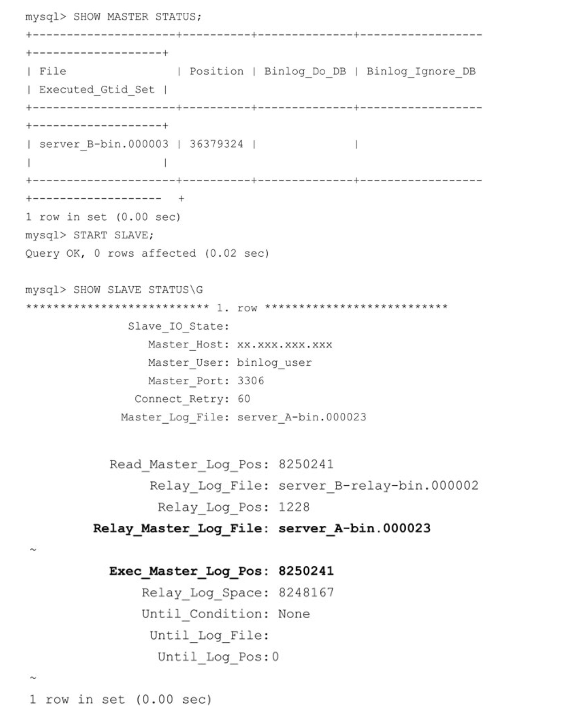 mysql> SHOW MASTER STATUS;
+---------------------+----------+--------------+------------------
+-------------------+
| File                | Position | Binlog_Do_DB | Binlog_Ignore_DB
| Executed_Gtid_Set |
+---------------------+----------+--------------+------------------
+-------------------+
| server_B-bin.000003 | 36379324 |              |
|                   |
+---------------------+----------+--------------+------------------
+-------------------  +
1 row in set (0.00 sec)
mysql> START SLAVE;
Query OK, 0 rows affected (0.02 sec)

mysql> SHOW SLAVE STATUS\G
*************************** 1. row ***************************
Slave_IO_State:
Master_Host: xx.xxx.xxx.xxx
Master_User: binlog_user
Master_Port: 3306
Connect_Retry: 60
Master_Log_File: server_A-bin.000023
Read_Master_Log_Pos: 8250241
Relay_Log_File: server_B-relay-bin.000002
Relay_Log_Pos: 1228
Relay_Master_Log_File: server_A-bin.000023
~
Exec_Master_Log_Pos: 8250241
Relay_Log_Space: 8248167
Until_Condition: None
Until_Log_File:
Until_Log_Pos:0
~
1 row in set (0.00 sec)